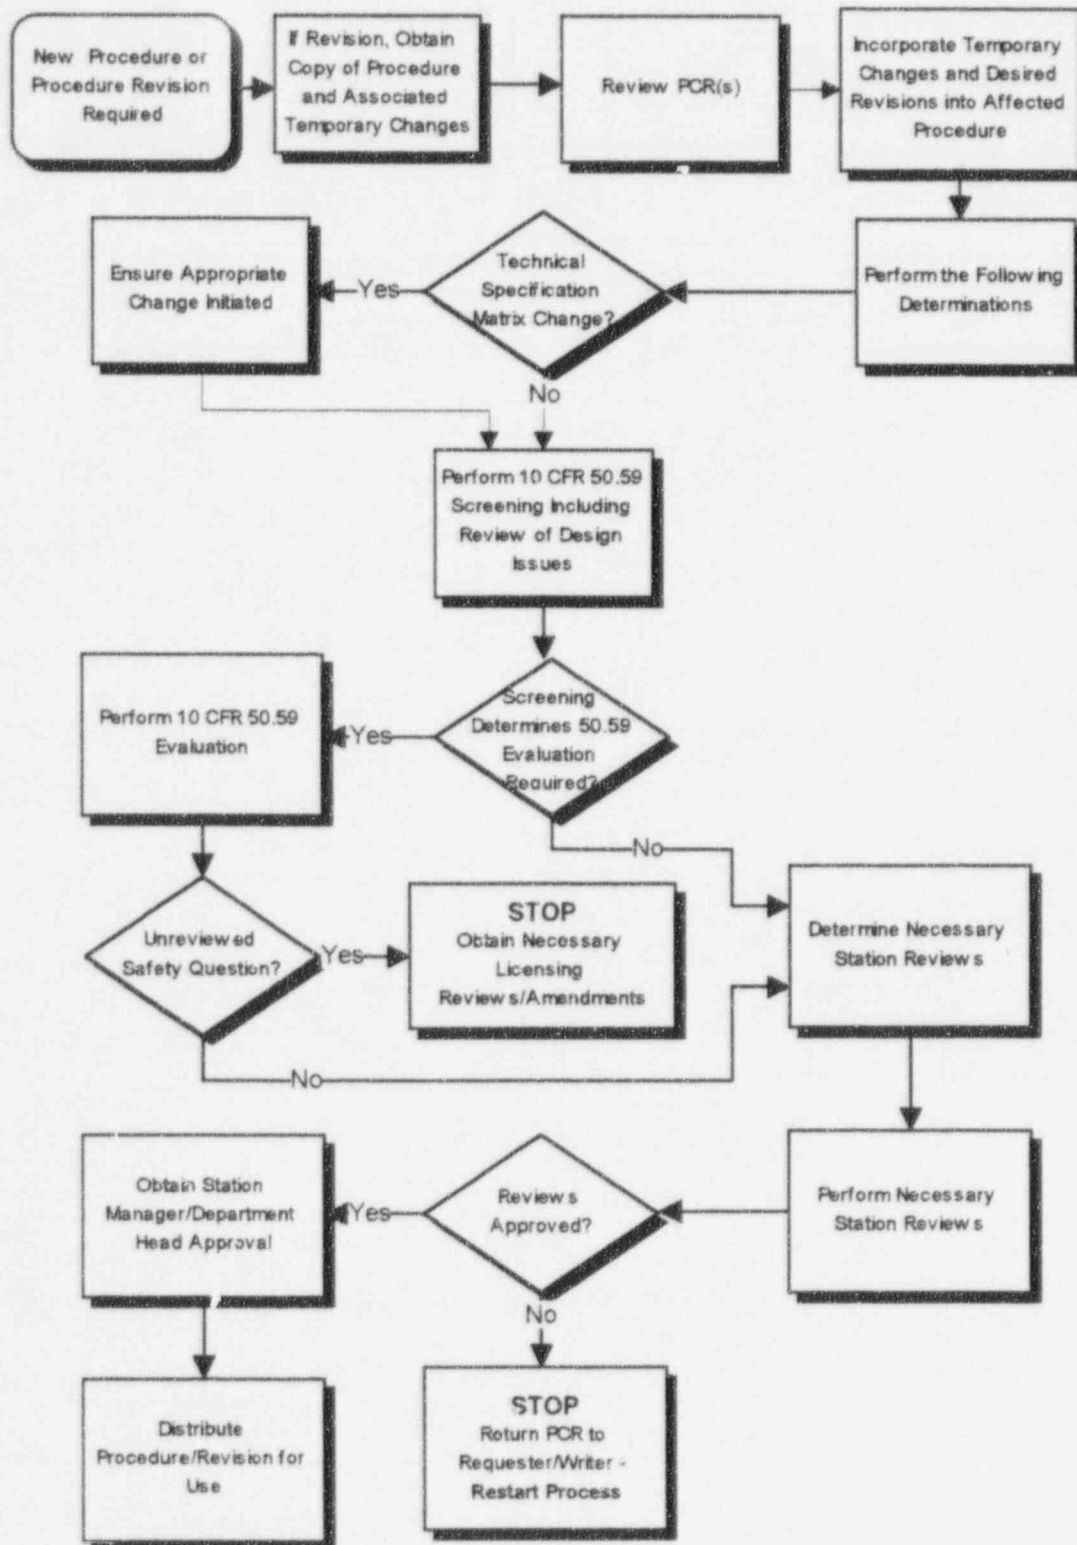 New Procedure or
Procedure Revision
Required
If Revision, Obtain
Copy of Procedure
and Associated
Temporary Changes
Review PCR(s)
Incorporate Temporary
Changes and Desired
Revisions into Affected
Procedure
Perform the Following
Determinations
Technical
Specification
Matrix Change?
Yes
Ensure Appropriate
Change Initiated
No
Perform 10 CFR 50.59
Screening Including
Review of Design
Issues
Screening
Determines 50.59
Evaluation
Required?
Yes
Perform 10 CFR 50.59
Evaluation
No
Unreviewed
Safety Question?
Yes
STOP
Obtain Necessary
Licensing
Reviews/Amendments
No
Determine Necessary
Station Reviews
Perform Necessary
Station Reviews
Reviews
Approved?
Yes
Obtain Station
Manager/Department
Head Approval
Distribute
Procedure/Revision for
Use
No
STOP
Return PCR to
Requester/Writer -
Restart Process